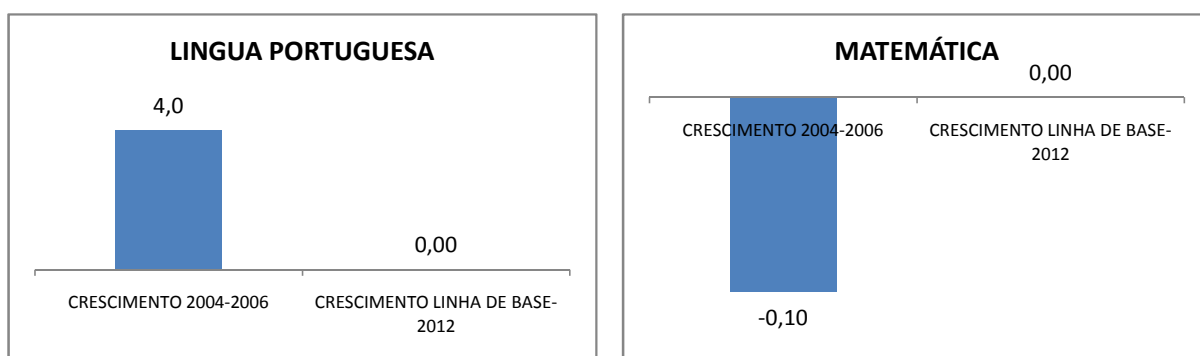 LINGUA PORTUGUESA
4,0
0,00
CRESCIMENTO 2004-2006
CRESCIMENTO LINHA DE BASE-
2012
MATEMÁTICA
0,00
CRESCIMENTO 2004-2006
CRESCIMENTO LINHA DE BASE-
2012
-0,10